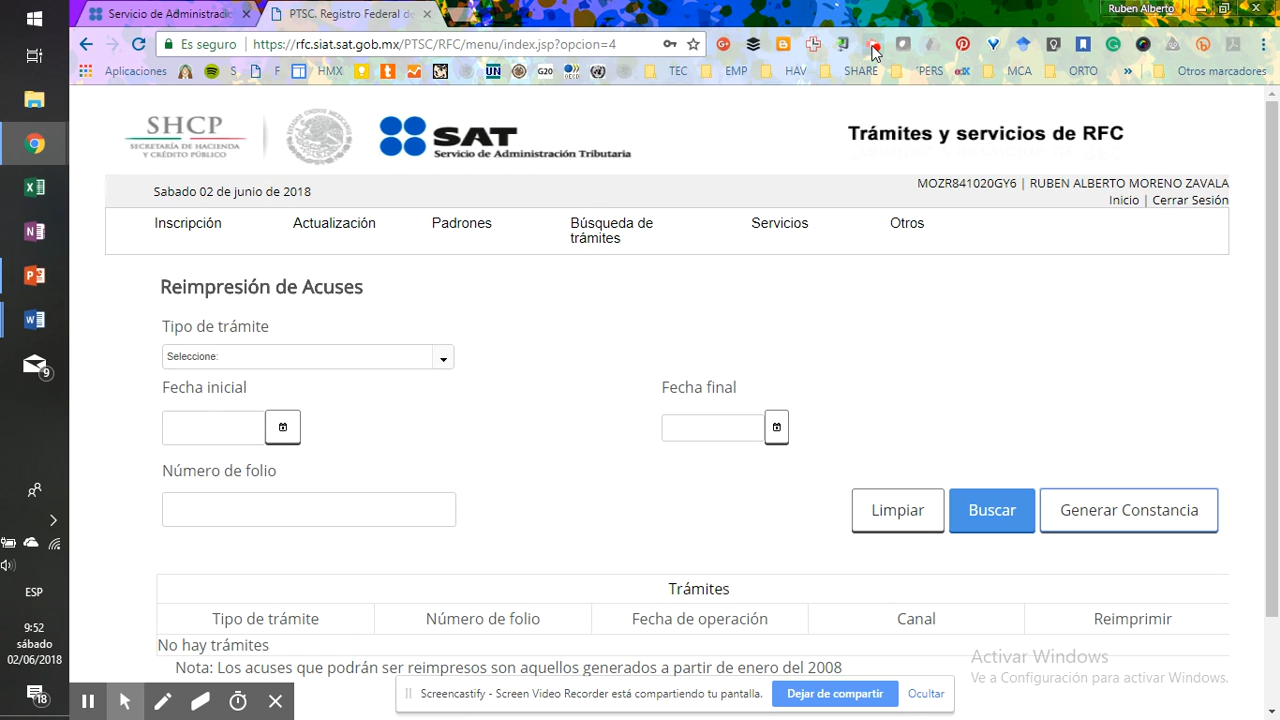 Servicio de Administració
PTSC. Registro Federal de
Ruben Alberto
Es seguro
https://rfc.siat.sat.gob.mx/PTSC/RFC/menu/index.jsp?opcion=4
Aplicaciones
S
F
HMX
UN
G20
TEC
EMP
HAV
SHARE
'PERS
edX
MCA
ORTO
»
Otros marcadores
SHCP
SECRETARÍA DE HACIENDA
Y CRÉDITO PÚBLICO
SAT
Servicio de Administración Tributaria
Trámites y servicios de RFC
Sabado 02 de junio de 2018
MOZR841020GY6 | RUBEN ALBERTO MORENO ZAVALA
Inicio | Cerrar Sesión
Inscripción
Actualización
Padrones
Búsqueda de
trámites
Servicios
Otros
Reimpresión de Acuses
Tipo de trámite
Seleccione:
Fecha inicial
Fecha final
Número de folio
Limpiar
Buscar
Generar Constancia
Trámites
Tipo de trámite
Número de folio
Fecha de operación
Canal
Reimprimir
No hay trámites
Nota: Los acuses que podrán ser reimpresos son aquellos generados a partir de enero del 2008
Activar Windows
Ve a Configuración para activar Windows.
Screencastify - Screen Video Recorder está compartiendo tu pantalla.
Dejar de compartir
Ocultar
9
ESP
9:52
sábado
02/06/2018
18